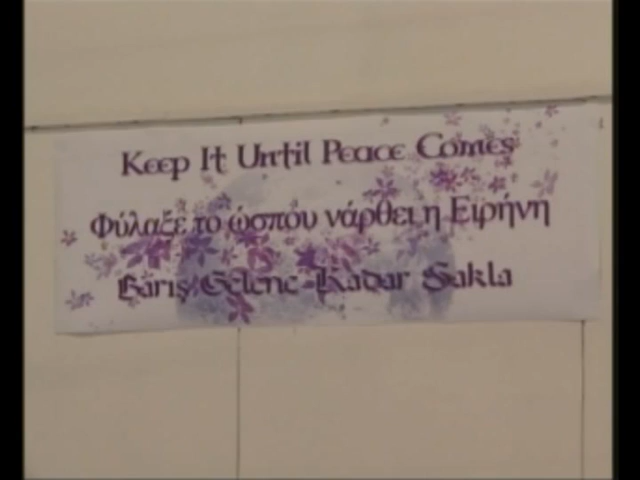 Keep It Until Peace Comes
Φύλαξε το ώσπου νάρθει η Ειρήνη
Barış Gelene Kadar Sakla